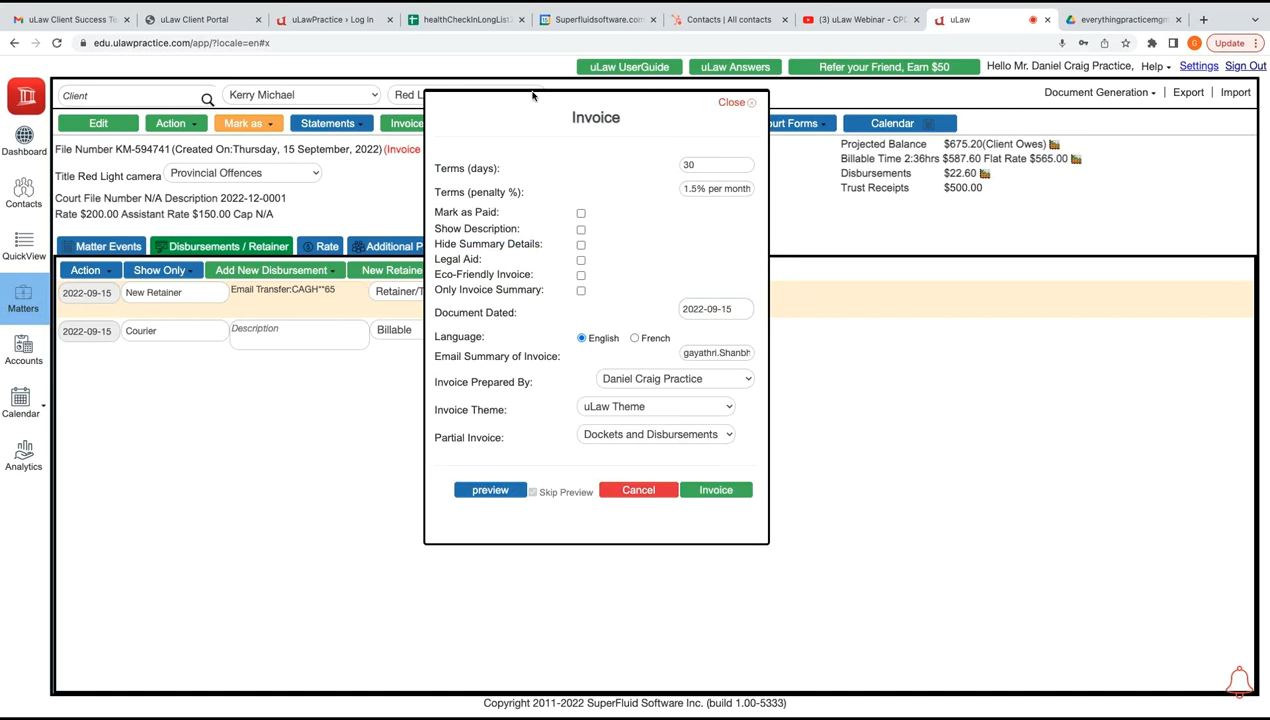 uLaw Client Success Te
uLaw Client Portal
uLawPractice › Log In
healthCheckInLongList
Superfluidsoftware.com
Contacts | All contacts
(3) uLaw Webinar - CP
uLaw
everythingpracticemgm
edu.ulawpractice.com/app/?locale=en#x
G
Update
uLaw UserGuide
uLaw Answers
Refer your Friend, Earn $50
Hello Mr. Daniel Craig Practice,
Help
Settings
Sign Out
Client
Kerry Michael
Red L
Document Generation
Export
Import
Edit
Action
Mark as
Statements
Invoice
urt Forms
Calendar
File Number KM-594741(Created On:Thursday, 15 September, 2022)(Invoice
Title Red Light camera
Provincial Offences
Court File Number N/A Description 2022-12-0001
Rate $200.00 Assistant Rate $150.00 Cap N/A
Projected Balance $675.20(Client Owes)
Billable Time 2:36hrs $587.60 Flat Rate $565.00
Disbursements $22.60
Trust Receipts $500.00
Matter Events
Disbursements / Retainer
Rate
Additional P
Action
Show Only
Add New Disbursement
New Retaine
2022-09-15
New Retainer
Email Transfer:CAGH**65
Retainer/T
2022-09-15
Courier
Description
Billable
Dashboard
Contacts
QuickView
Matters
Accounts
Calendar
Analytics
Close
Invoice
Terms (days):
30
Terms (penalty %):
1.5% per month
Mark as Paid:
Show Description:
Hide Summary Details:
Legal Aid:
Eco-Friendly Invoice:
Only Invoice Summary:
Document Dated:
2022-09-15
Language:
English
French
Email Summary of Invoice:
gayathri.Shanbh
Invoice Prepared By:
Daniel Craig Practice
Invoice Theme:
uLaw Theme
Partial Invoice:
Dockets and Disbursements
preview
Skip Preview
Cancel
Invoice
Copyright 2011-2022 SuperFluid Software Inc. (build 1.00-5333)